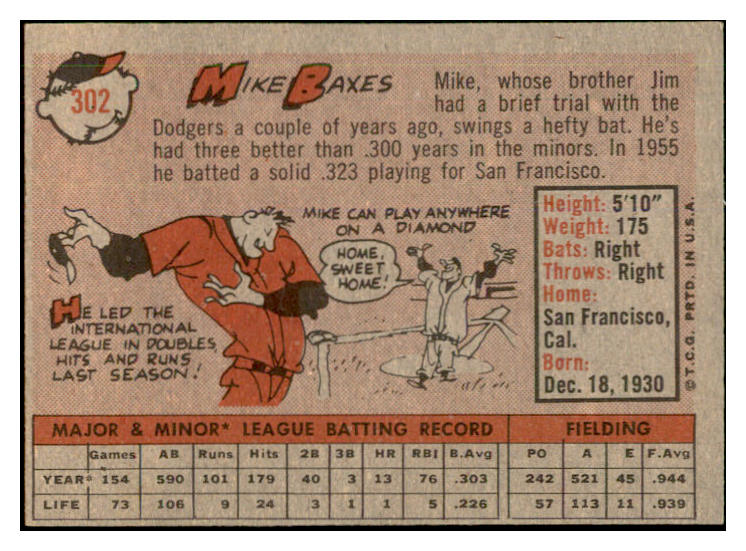 302
MIKE BAXES
Mike, whose brother Jim
had a brief trial with the
Dodgers a couple of years ago, swings a hefty bat. He's
had three better than .300 years in the minors. In 1955
he batted a solid .323 playing for San Francisco.
MIKE CAN PLAY ANYWHERE
ON A DIAMOND
HOME,
SWEET
HOME!
HE LED THE
INTERNATIONAL
LEAGUE IN DOUBLES
HITS AND RUNS
LAST SEASON!
Height: 5'10"
Weight: 175
Bats: Right
Throws: Right
Home:
San Francisco,
Cal.
Born:
Dec. 18, 1930
© T.C.G. PRTD. IN U.S.A.
MAJOR & MINOR* LEAGUE BATTING RECORD FIELDING
Games AB Runs Hits 2B 3B HR RBI B.Avg PO A E F.Avg
YEAR* 154 590 101 179 40 3 13 76 .303 242 521 45 .944
LIFE 73 106 9 24 3 1 1 5 .226 57 113 11 .939